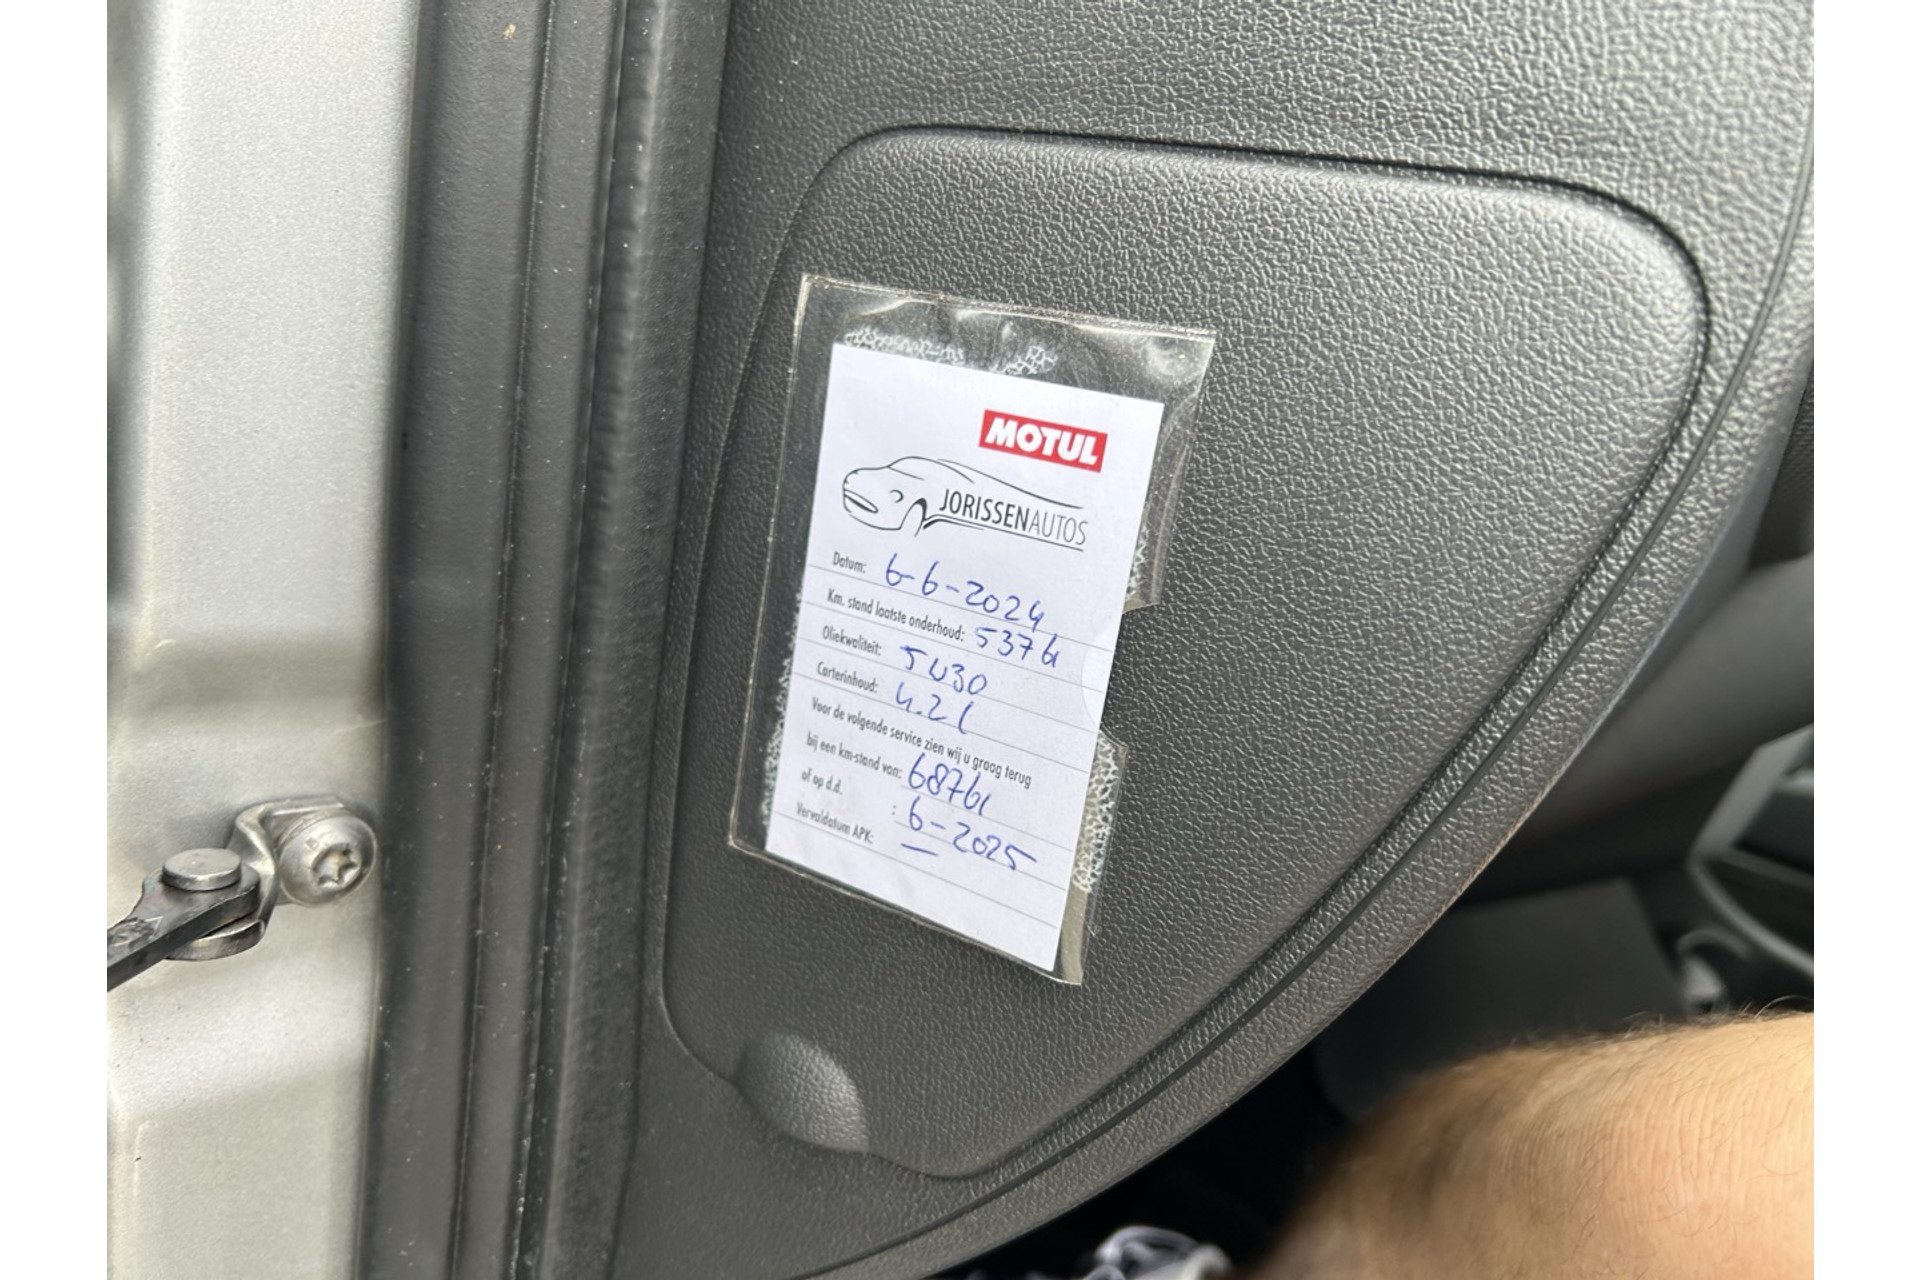 MOTUL
JORISSENAUTOS
Datum: 6-6-2024
Km. stand laatste onderhoud: 53761
Oliekwaliteit: 5W30
Carterinhoud: 4.2l
Voor de volgende service zien wij u graag terug
bij een km-stand van: 68761
of op d.d. : 6-2025
Vervaldatum APK: —